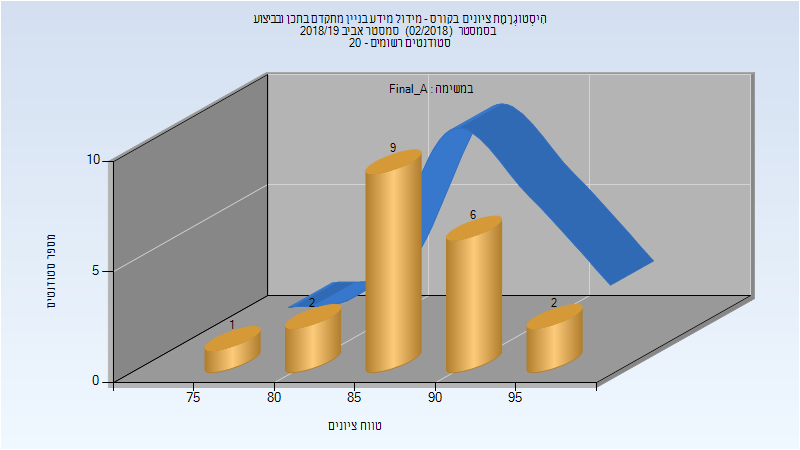 היסטוגרמת ציונים בקורס - מידול מידע בניין מתקדם בתכן ובביצוע
בסמסטר (02/2018) סמסטר אביב 2018/19
סטודנטים רשומים - 20
במשימה : Final_A
9
6
2
2
1
10
5
0
75
80
85
90
95
מספר סטודנטים
טווח ציונים